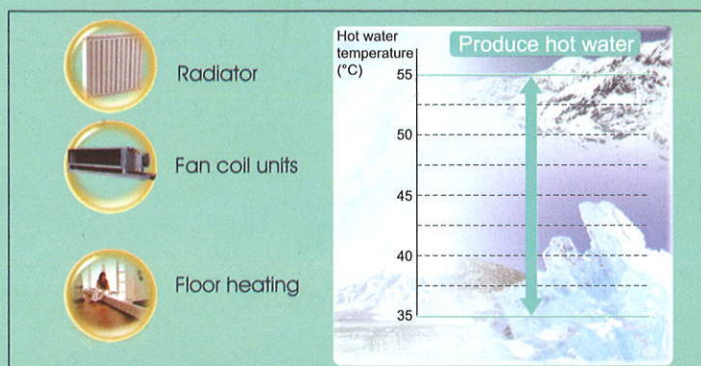 Radiator
Fan coil units
Floor heating
Hot water
temperature
(°C)
Produce hot water
55
50
45
40
35